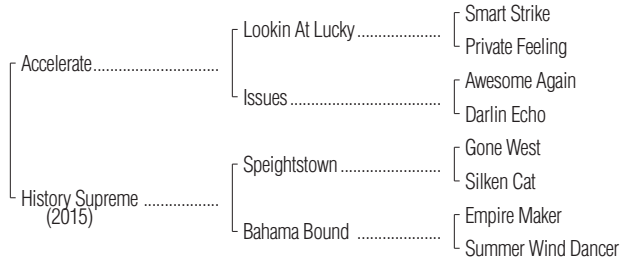 Smart Strike
Lookin At Lucky ...................
Private Feeling
Accelerate.............................
Awesome Again
Issues ..................................
Darlin Echo
Gone West
Speightstown .......................
Silken Cat
History Supreme .................
(2015)
Empire Maker
Bahama Bound ...................
Summer Wind Dancer